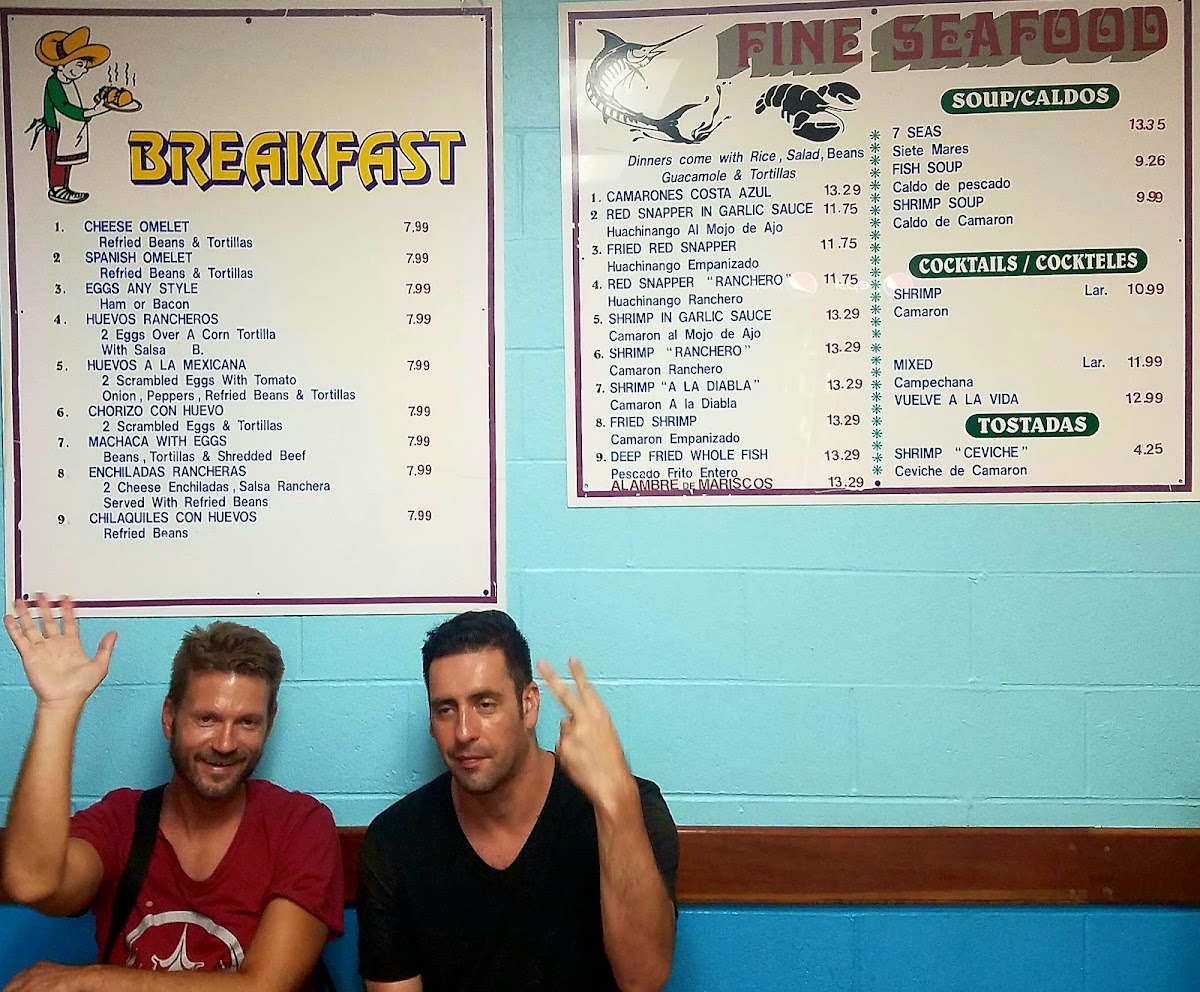 BREAKFAST
1. CHEESE OMELET 7.99
Refried Beans & Tortillas
2 SPANISH OMELET 7.99
Refried Beans & Tortillas
3. EGGS ANY STYLE 7.99
Ham or Bacon
4. HUEVOS RANCHEROS 7.99
2 Eggs Over A Corn Tortilla
With Salsa B.
5. HUEVOS A LA MEXICANA 7.99
2 Scrambled Eggs With Tomato
Onion, Peppers, Refried Beans & Tortillas
6. CHORIZO CON HUEVO 7.99
2 Scrambled Eggs & Tortillas
7. MACHACA WITH EGGS 7.99
Beans, Tortillas & Shredded Beef
8 ENCHILADAS RANCHERAS 7.99
2 Cheese Enchiladas, Salsa Ranchera
Served With Refried Beans
9 CHILAQUILES CON HUEVOS 7.99
Refried Beans
FINE SEAFOOD
Dinners come with Rice, Salad, Beans
Guacamole & Tortillas
1. CAMARONES COSTA AZUL 13.29
2 RED SNAPPER IN GARLIC SAUCE 11.75
Huachinango Al Mojo de Ajo
3. FRIED RED SNAPPER 11.75
Huachinango Empanizado
4. RED SNAPPER "RANCHERO" 11.75
Huachinango Ranchero
5. SHRIMP IN GARLIC SAUCE 13.29
Camaron al Mojo de Ajo
6. SHRIMP "RANCHERO" 13.29
Camaron Ranchero
7. SHRIMP "A LA DIABLA" 13.29
Camaron A la Diabla
8. FRIED SHRIMP 13.29
Camaron Empanizado
9. DEEP FRIED WHOLE FISH 13.29
Pescado Frito Entero
ALAMBRE DE MARISCOS 13.29
SOUP/CALDOS
7 SEAS 13.35
Siete Mares
FISH SOUP 9.26
Caldo de pescado
SHRIMP SOUP 9.99
Caldo de Camaron
COCKTAILS / COCKTELES
SHRIMP Lar. 10.99
Camaron
MIXED Lar. 11.99
Campechana
VUELVE A LA VIDA 12.99
TOSTADAS
SHRIMP "CEVICHE" 4.25
Ceviche de Camaron